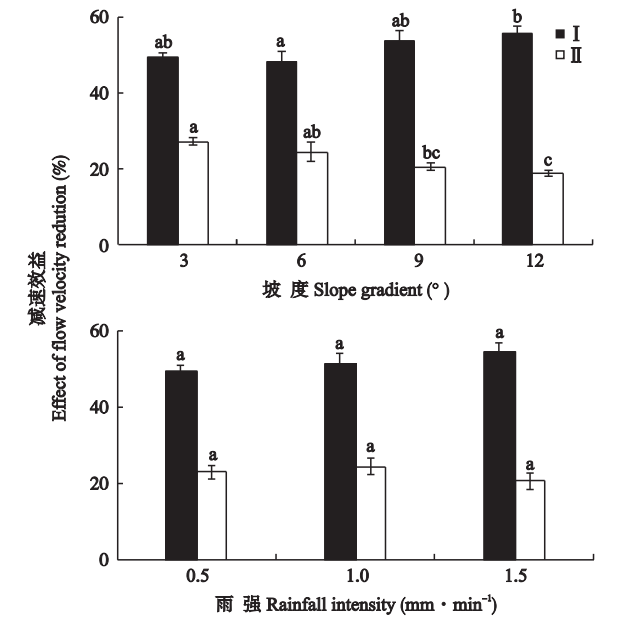 减速效益
Effect of flow velocity redution (%)
60
40
20
0
ab
a
ab
b
a
ab
bc
c
Ⅰ
Ⅱ
3
6
9
12
坡 度 Slope gradient (° )
60
40
20
0
a
a
a
a
a
a
0.5
1.0
1.5
雨 强 Rainfall intensity (mm·min⁻¹)